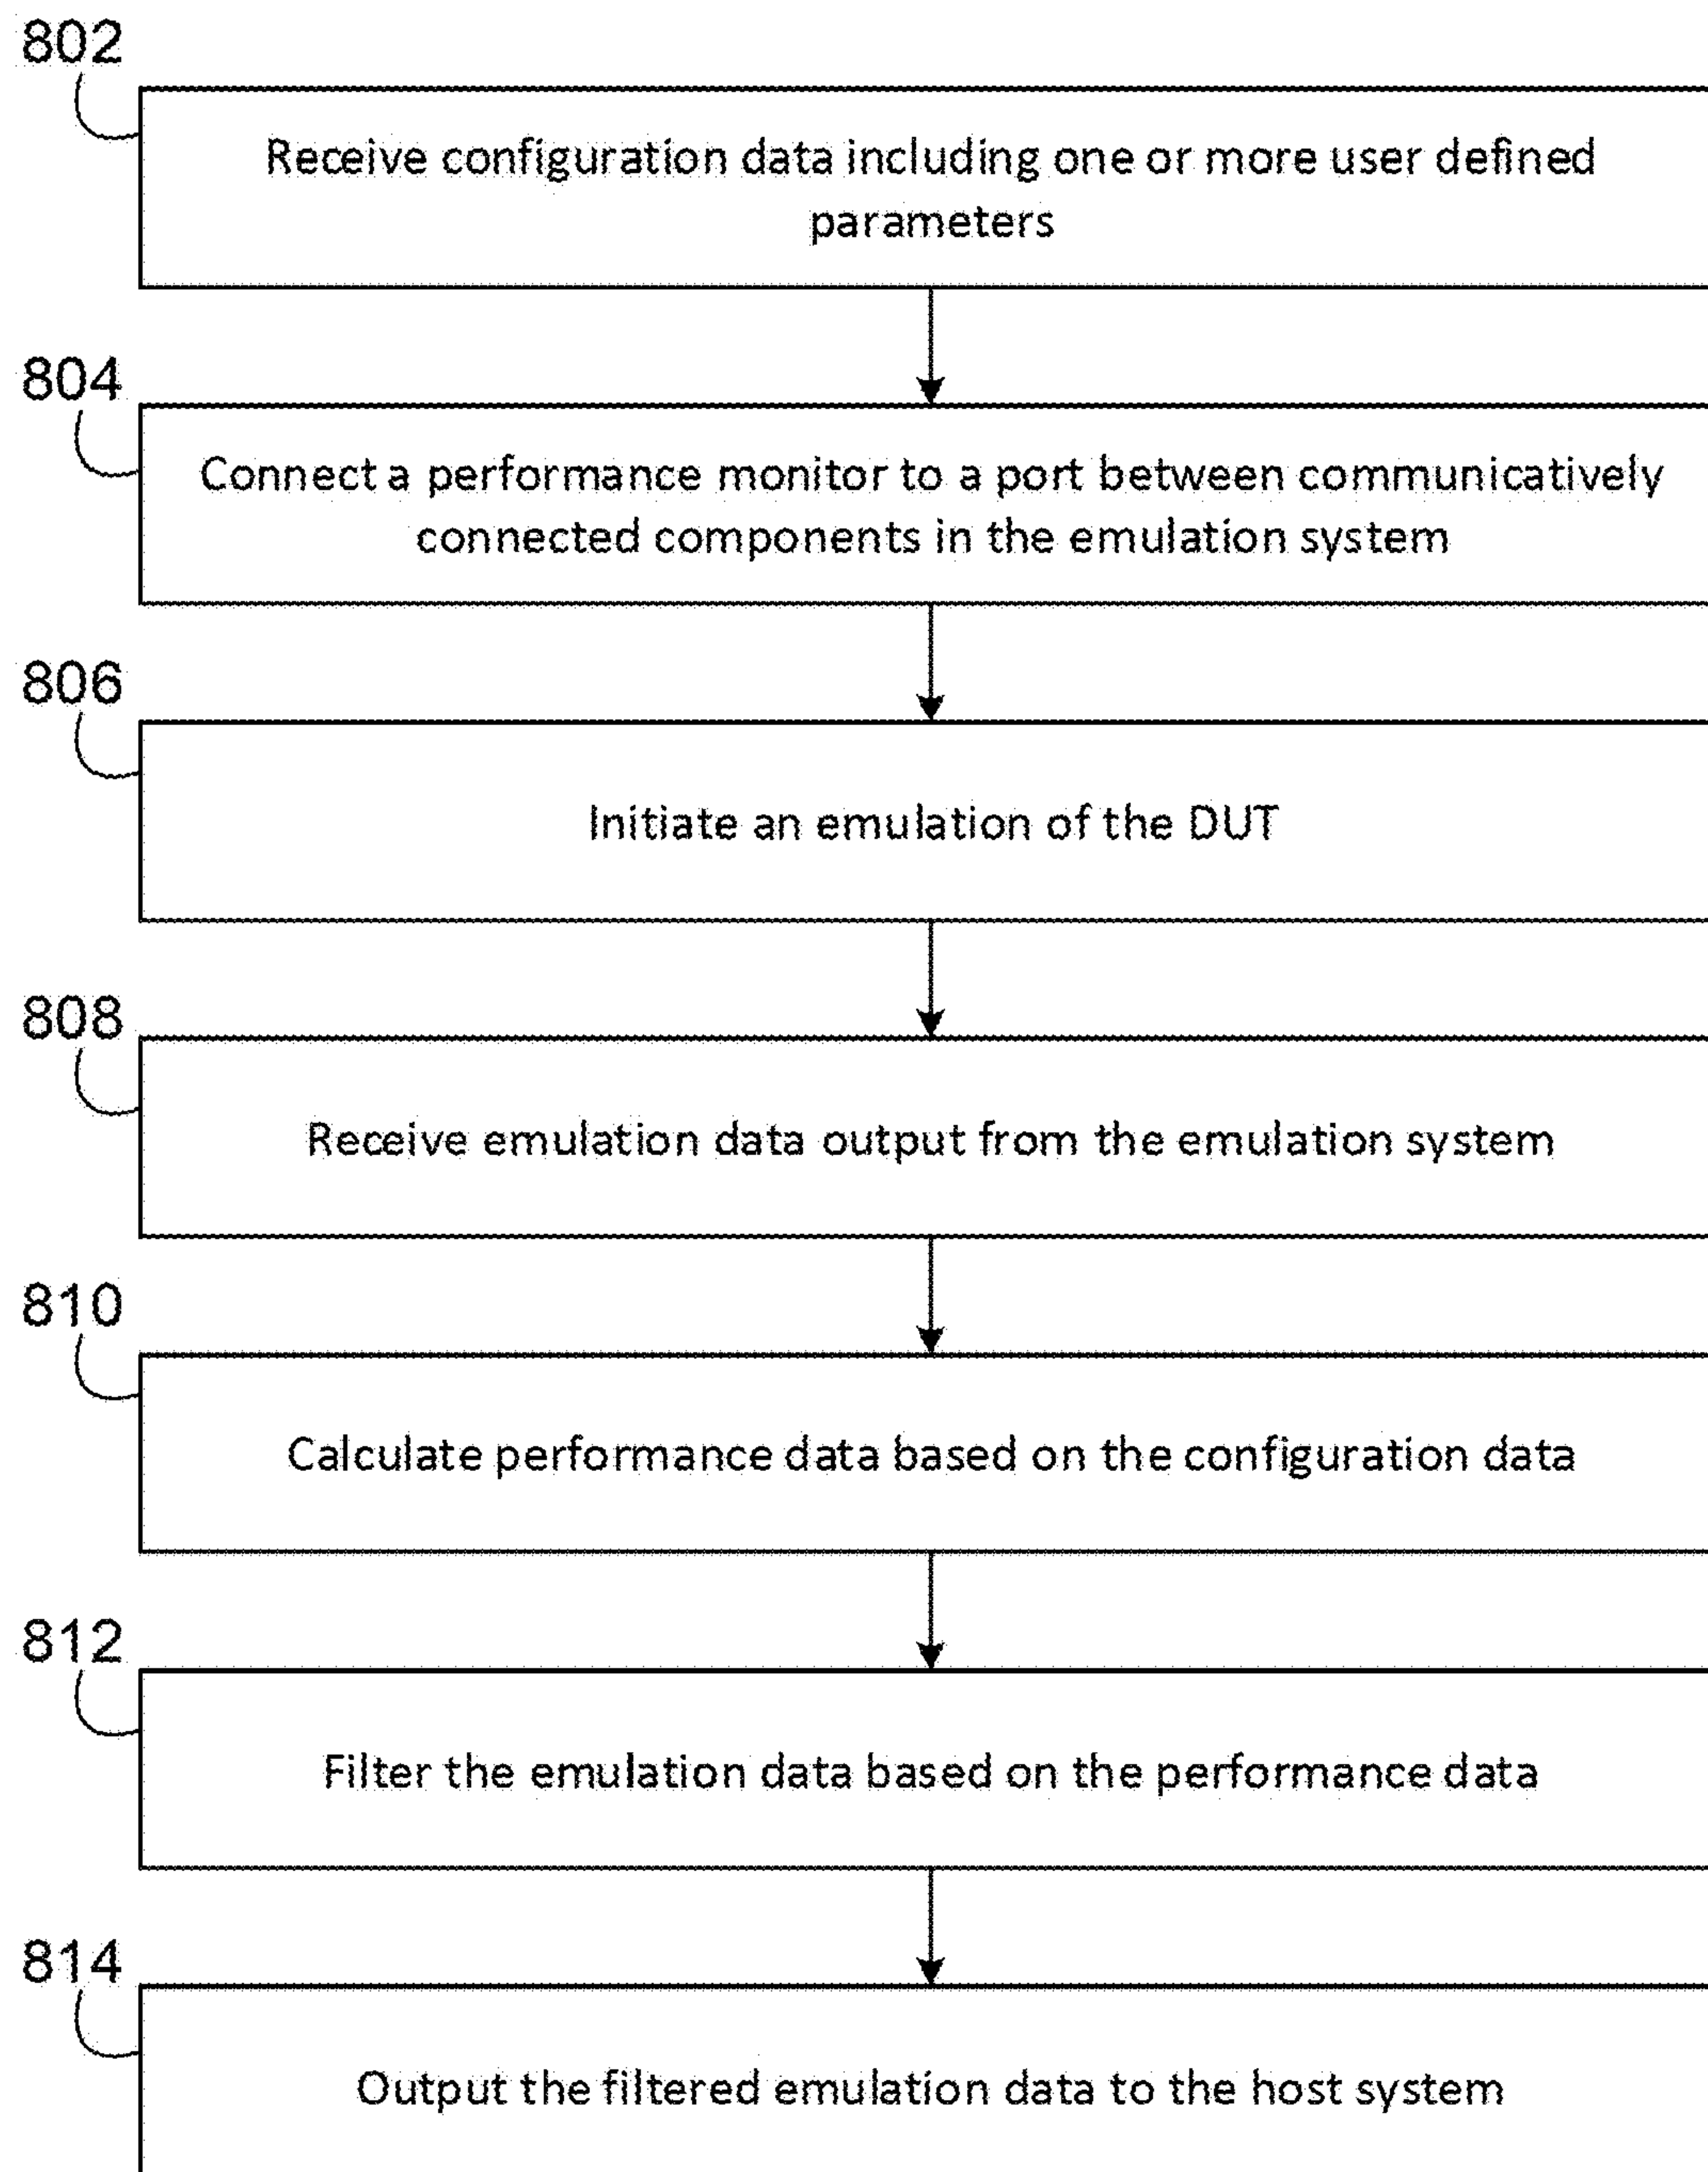 802
Receive configuration data including one or more user defined
parameters
804
Connect a performance monitor to a port between communicatively
connected components in the emulation system
806
Initiate an emulation of the DUT
808
Receive emulation data output from the emulation system
810
Calculate performance data based on the configuration data
812
Filter the emulation data based on the performance data
814
Output the filtered emulation data to the host system